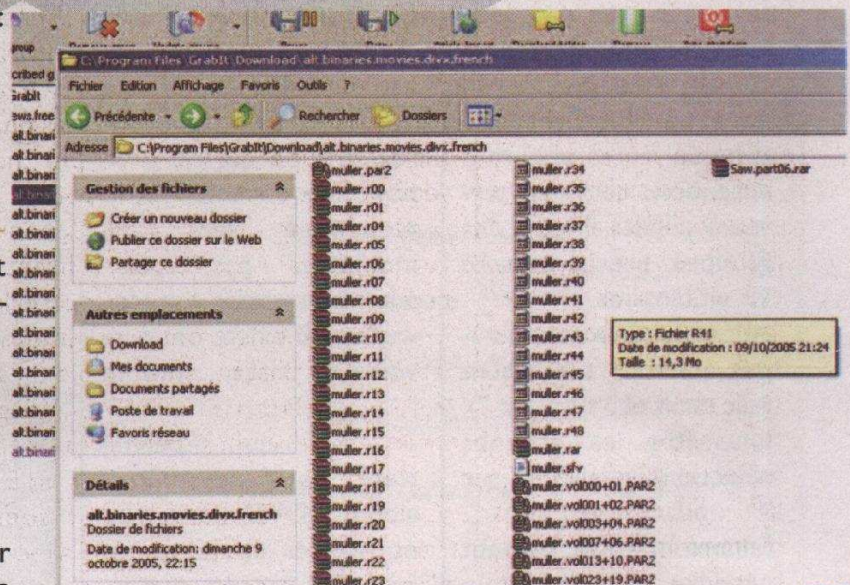 C:\Program Files\GrabIt\Download\alt.binaries.movies.divx.french
Fichier Edition Affichage Favoris Outils ?
Précédente Rechercher Dossiers
Adresse C:\Program Files\GrabIt\Download\alt.binaries.movies.divx.french
Gestion des fichiers
Créer un nouveau dossier
Publier ce dossier sur le Web
Partager ce dossier
Autres emplacements
Download
Mes documents
Documents partagés
Poste de travail
Favoris réseau
Détails
alt.binaries.movies.divx.french
Dossier de fichiers
Date de modification: dimanche 9
octobre 2005, 22:15
muller.par2
muller.r00
muller.r01
muller.r04
muller.r05
muller.r06
muller.r07
muller.r08
muller.r09
muller.r10
muller.r11
muller.r12
muller.r13
muller.r14
muller.r15
muller.r16
muller.r17
muller.r18
muller.r19
muller.r20
muller.r21
muller.r22
muller.r23
muller.r34
muller.r35
muller.r36
muller.r37
muller.r38
muller.r39
muller.r40
muller.r41
muller.r42
muller.r43
muller.r44
muller.r45
muller.r46
muller.r47
muller.r48
muller.rar
muller.sfv
muller.vol000+01.PAR2
muller.vol001+02.PAR2
muller.vol003+04.PAR2
muller.vol007+06.PAR2
muller.vol013+10.PAR2
muller.vol023+19.PAR2
Saw.part06.rar
Type : Fichier R41
Date de modification : 09/10/2005 21:24
Taille : 14,3 Mo